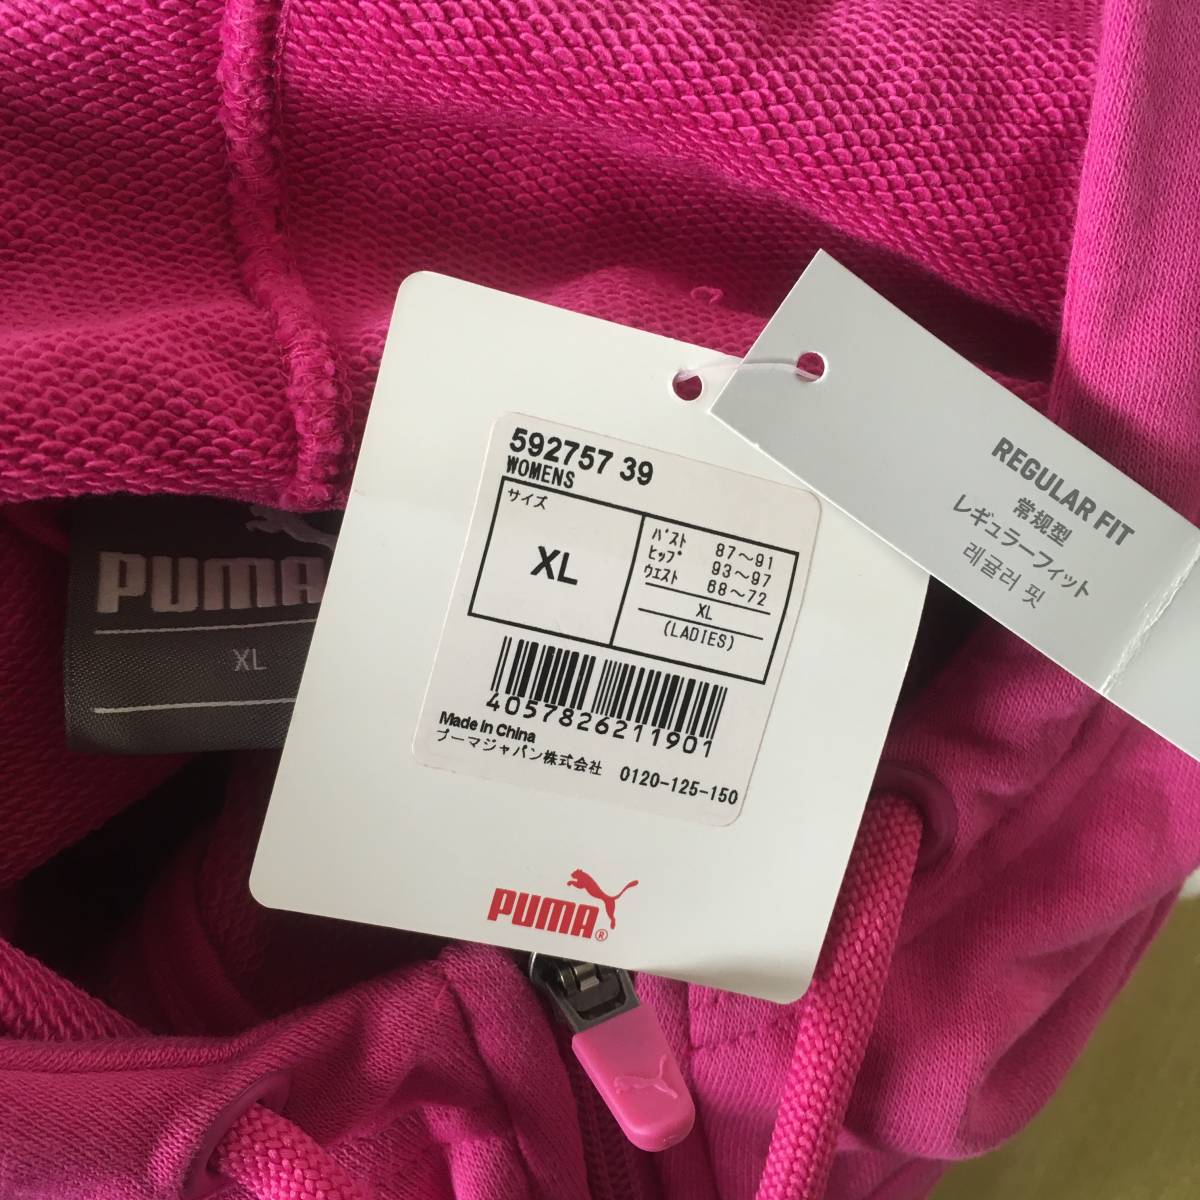 592757 39
WOMENS
サイズ
XL
バスト 87～91
ヒップ 93～97
ウエスト 68～72
XL
(LADIES)
4057826211901
Made in China
プーマジャパン株式会社 0120-125-150
PUMA®
REGULAR FIT
常规型
レギュラーフィット
레귤러 핏
PUMA
XL